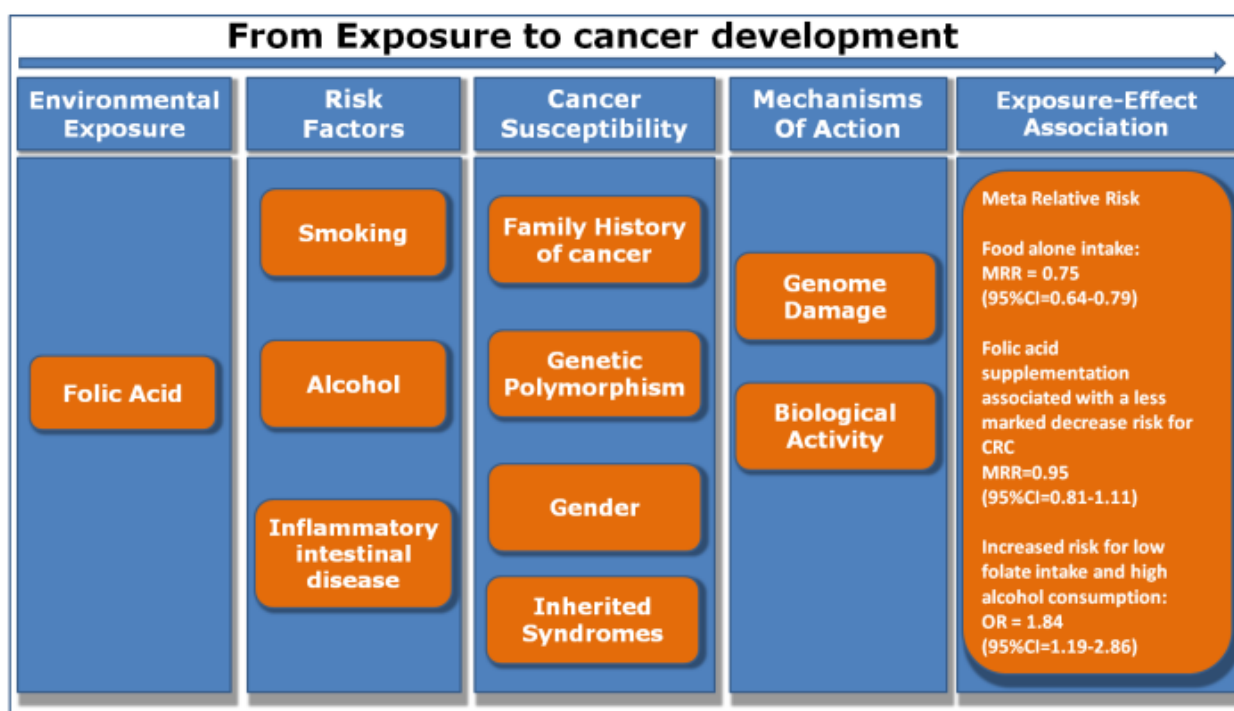 From Exposure to cancer development
Environmental
Exposure
Risk
Factors
Cancer
Susceptibility
Mechanisms
Of Action
Exposure-Effect
Association
Folic Acid
Smoking
Alcohol
Inflammatory
intestinal
disease
Family History
of cancer
Genetic
Polymorphism
Gender
Inherited
Syndromes
Genome
Damage
Biological
Activity
Meta Relative Risk
Food alone intake:
MRR = 0.75
(95%CI=0.64-0.79)
Folic acid
supplementation
associated with a less
marked decrease risk for
CRC
MRR=0.95
(95%CI=0.81-1.11)
Increased risk for low
folate intake and high
alcohol consumption:
OR = 1.84
(95%CI=1.19-2.86)